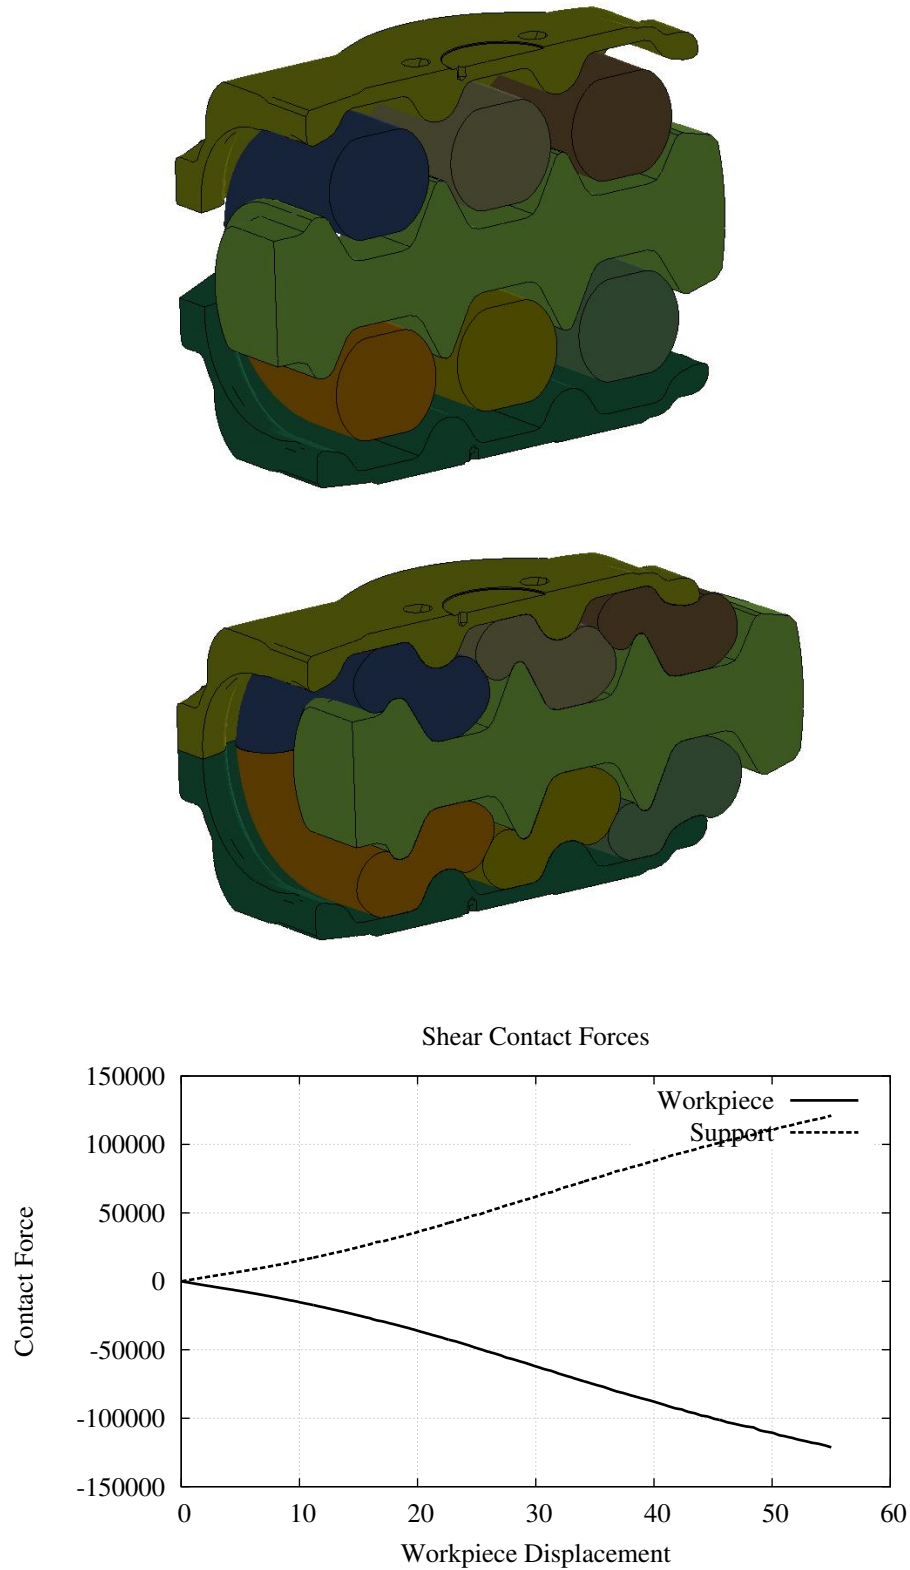 Shear Contact Forces
150000
100000
50000
0
-50000
-100000
-150000
Contact Force
Workpiece
Support
0 10 20 30 40 50 60
Workpiece Displacement